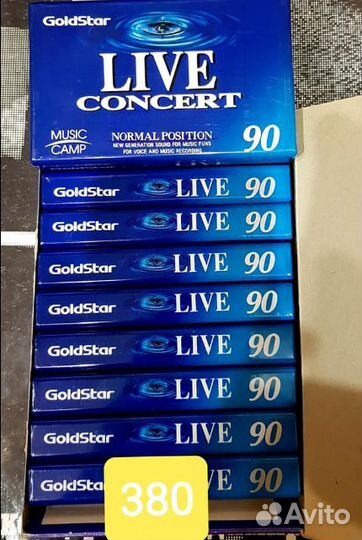 GoldStar
LIVE
CONCERT
MUSIC
CAMP
NORMAL POSITION
NEW GENERATION SOUND FOR MUSIC FUNS
FOR VOICE AND MUSIC RECORDING
90
GoldStar LIVE 90
GoldStar LIVE 90
GoldStar LIVE 90
GoldStar LIVE 90
GoldStar LIVE 90
GoldStar LIVE 90
GoldStar LIVE 90
GoldStar LIVE 90
380
Avito